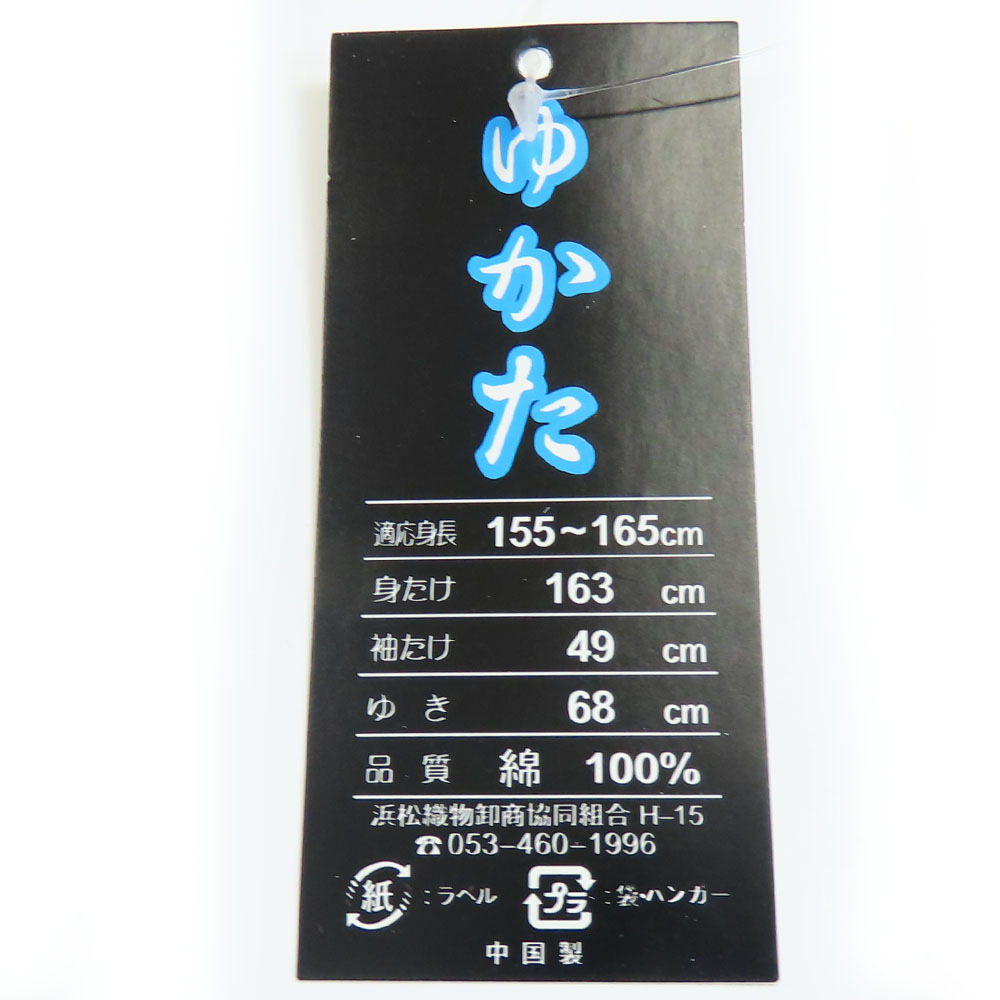 ゆかた
適応身長 155~165cm
身たけ 163 cm
袖たけ 49 cm
ゆき 68 cm
品質 綿 100%
浜松織物卸商協同組合 H-15
☎053-460-1996
紙:ラベル プラ:袋・ハンガー
中国製